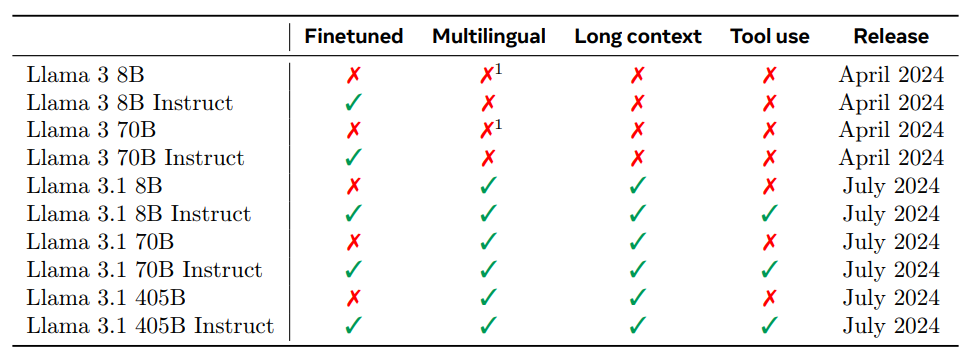 Finetuned Multilingual Long context Tool use Release
Llama 3 8B ✗ ✗¹ ✗ ✗ April 2024
Llama 3 8B Instruct ✓ ✗ ✗ ✗ April 2024
Llama 3 70B ✗ ✗¹ ✗ ✗ April 2024
Llama 3 70B Instruct ✓ ✗ ✗ ✗ April 2024
Llama 3.1 8B ✗ ✓ ✓ ✗ July 2024
Llama 3.1 8B Instruct ✓ ✓ ✓ ✓ July 2024
Llama 3.1 70B ✗ ✓ ✓ ✗ July 2024
Llama 3.1 70B Instruct ✓ ✓ ✓ ✓ July 2024
Llama 3.1 405B ✗ ✓ ✓ ✗ July 2024
Llama 3.1 405B Instruct ✓ ✓ ✓ ✓ July 2024